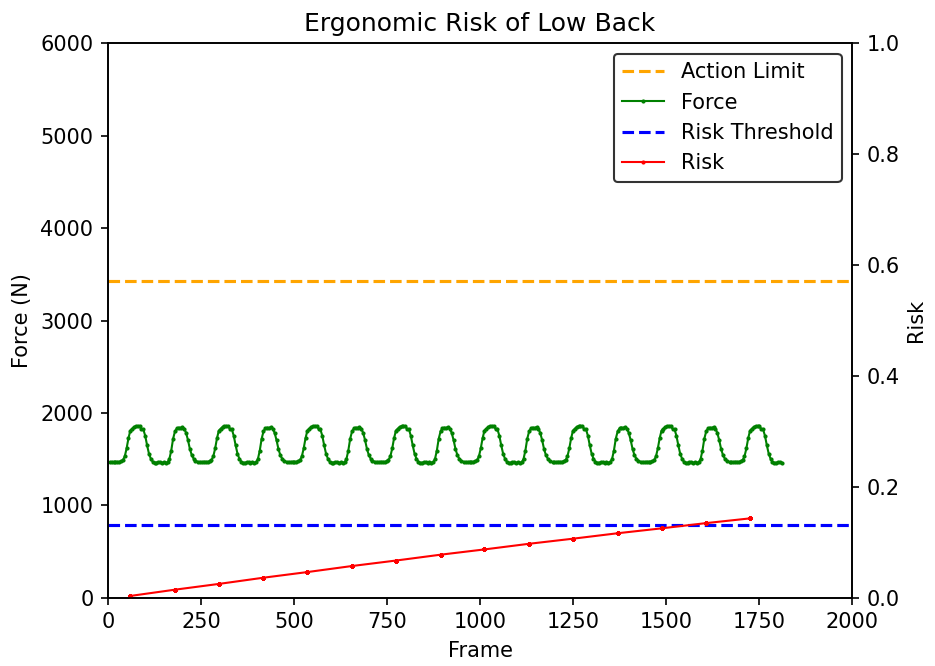 Ergonomic Risk of Low Back
6000
5000
4000
3000
2000
1000
0
Force (N)
1.0
0.8
0.6
0.4
0.2
0.0
Risk
Action Limit
Force
Risk Threshold
Risk
0 250 500 750 1000 1250 1500 1750 2000
Frame